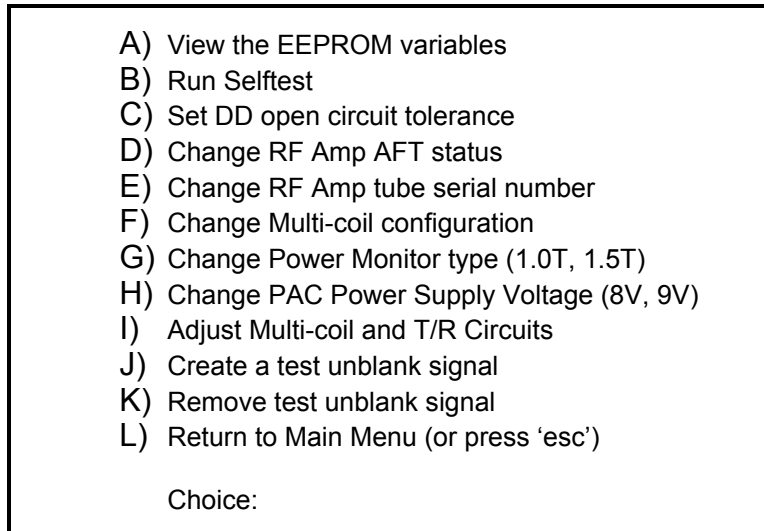 A) View the EEPROM variables
B) Run Selftest
C) Set DD open circuit tolerance
D) Change RF Amp AFT status
E) Change RF Amp tube serial number
F) Change Multi-coil configuration
G) Change Power Monitor type (1.0T, 1.5T)
H) Change PAC Power Supply Voltage (8V, 9V)
I) Adjust Multi-coil and T/R Circuits
J) Create a test unblank signal
K) Remove test unblank signal
L) Return to Main Menu (or press ‘esc’)
Choice: